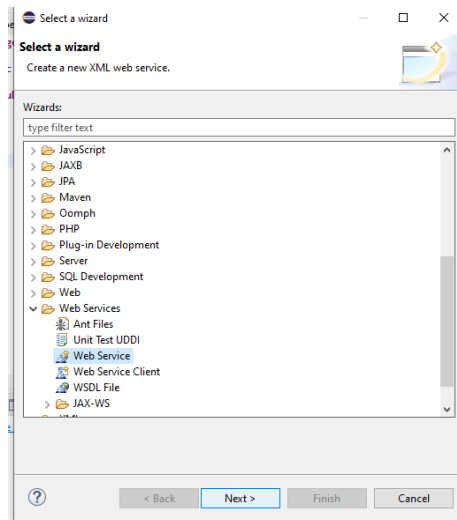 Select a wizard
Select a wizard
Create a new XML web service.
Wizards:
type filter text
JavaScript
JAXB
JPA
Maven
Oomph
PHP
Plug-in Development
Server
SQL Development
Web
Web Services
Ant Files
Unit Test UDDI
Web Service
Web Service Client
WSDL File
JAX-WS
?
< Back Next > Finish Cancel